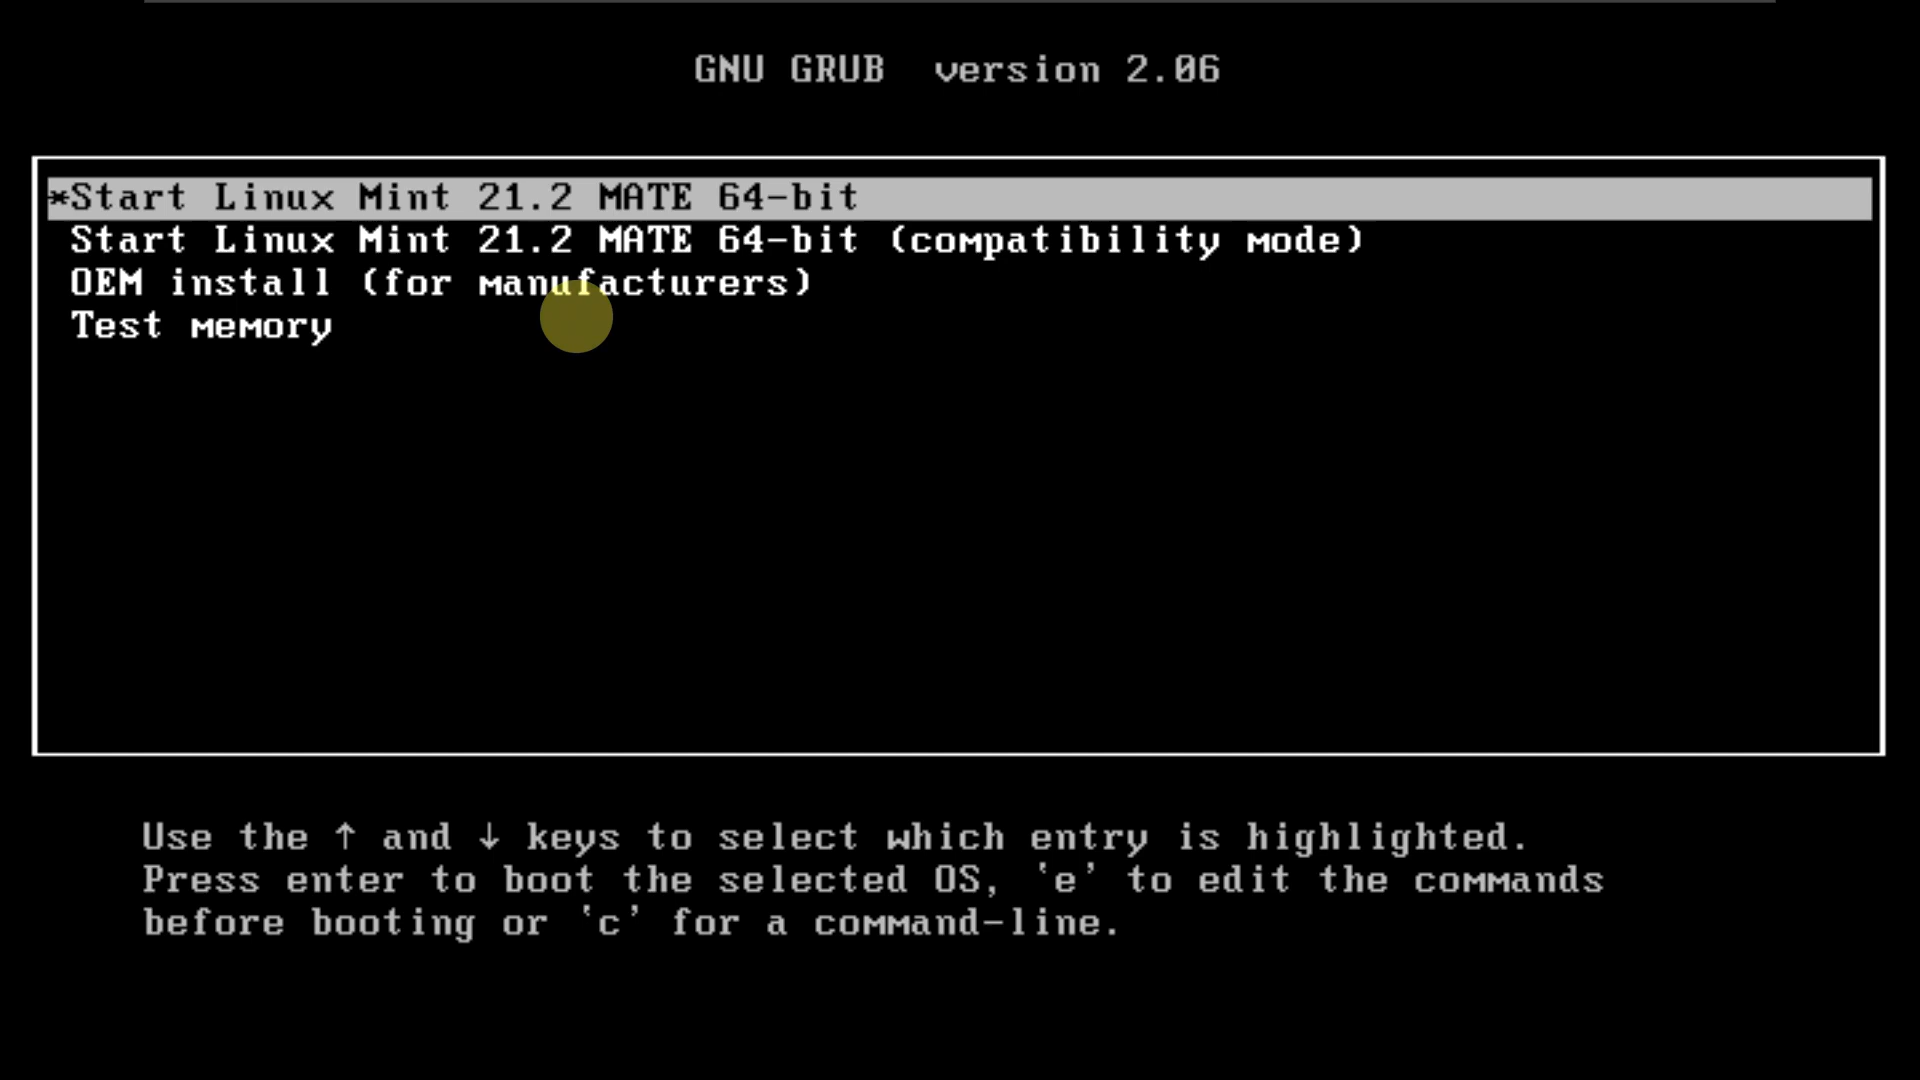 GNU GRUB  version 2.06
*Start Linux Mint 21.2 MATE 64-bit
Start Linux Mint 21.2 MATE 64-bit (compatibility mode)
OEM install (for manufacturers)
Test memory
Use the ↑ and ↓ keys to select which entry is highlighted.
Press enter to boot the selected OS, `e' to edit the commands
before booting or `c' for a command-line.